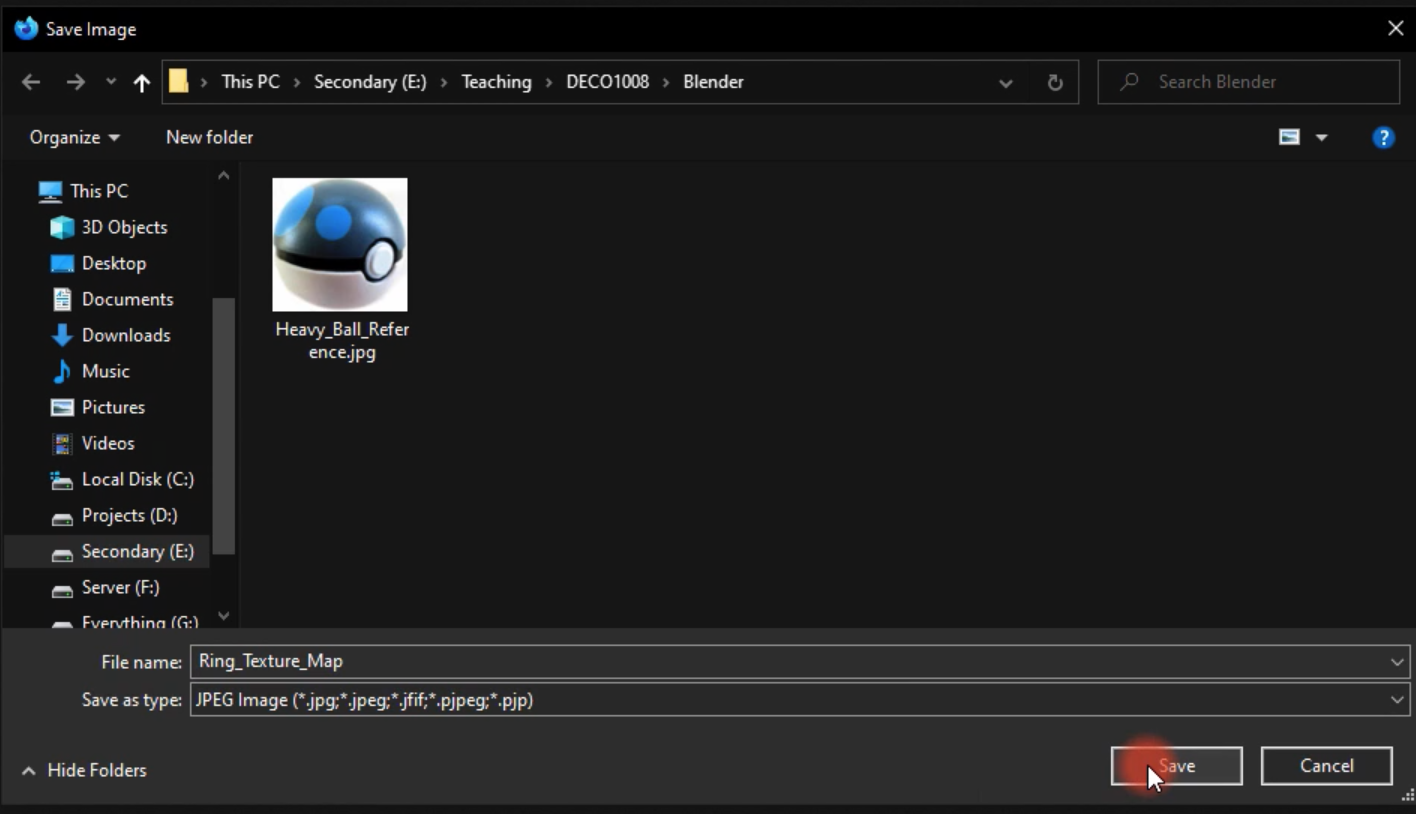 Save Image
This PC > Secondary (E:) > Teaching > DECO1008 > Blender
Search Blender
Organize
New folder
?
This PC
3D Objects
Desktop
Documents
Downloads
Music
Pictures
Videos
Local Disk (C:)
Projects (D:)
Secondary (E:)
Server (F:)
Everything (G:)
Heavy_Ball_Refer
ence.jpg
File name: Ring_Texture_Map
Save as type: JPEG Image (*.jpg;*.jpeg;*.jfif;*.pjpeg;*.pjp)
Hide Folders
Save
Cancel